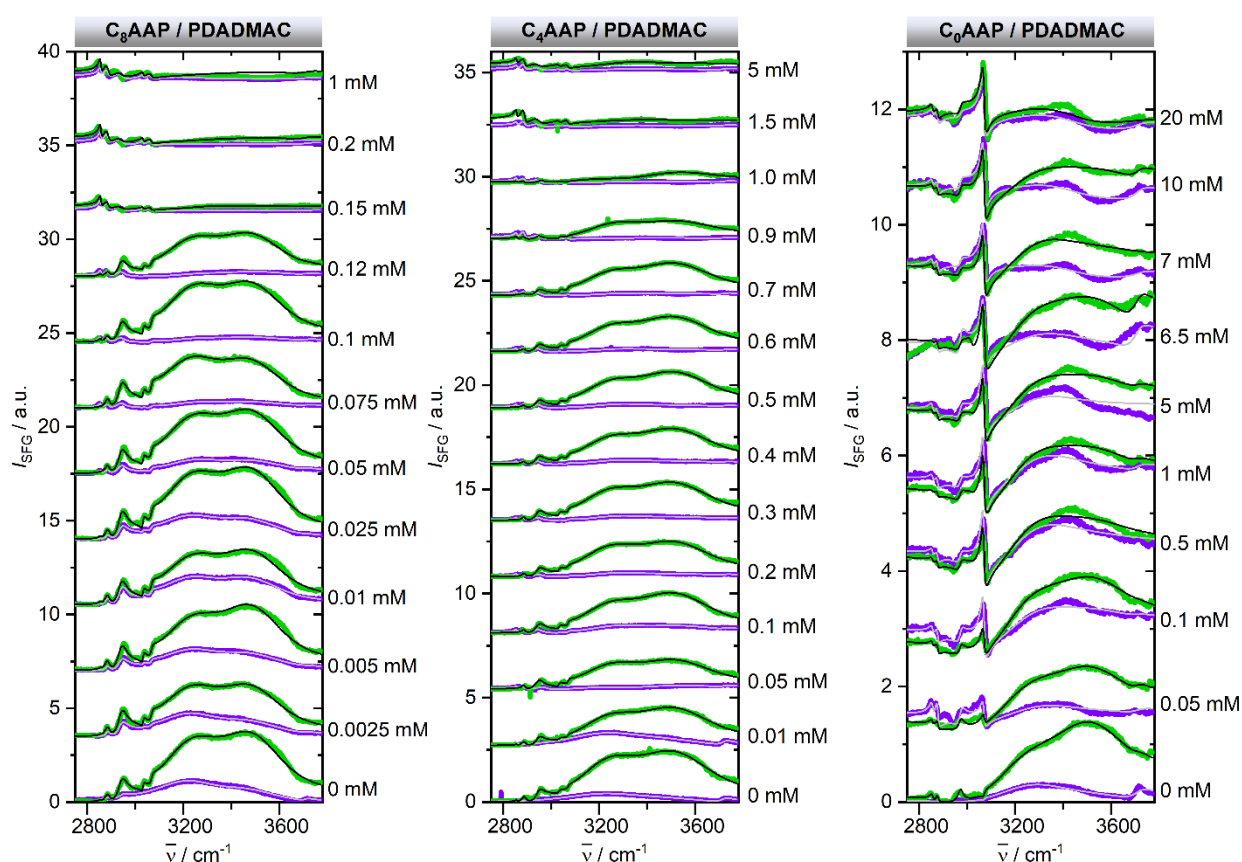 C₈AAP / PDADMAC
I_SFG / a.u.
40
35
30
25
20
15
10
5
0
1 mM
0.2 mM
0.15 mM
0.12 mM
0.1 mM
0.075 mM
0.05 mM
0.025 mM
0.01 mM
0.005 mM
0.0025 mM
0 mM
2800 3200 3600
ν̅ / cm⁻¹
C₄AAP / PDADMAC
I_SFG / a.u.
35
30
25
20
15
10
5
0
5 mM
1.5 mM
1.0 mM
0.9 mM
0.7 mM
0.6 mM
0.5 mM
0.4 mM
0.3 mM
0.2 mM
0.1 mM
0.05 mM
0.01 mM
0 mM
2800 3200 3600
ν̅ / cm⁻¹
C₀AAP / PDADMAC
I_SFG / a.u.
12
10
8
6
4
2
0
20 mM
10 mM
7 mM
6.5 mM
5 mM
1 mM
0.5 mM
0.1 mM
0.05 mM
0 mM
2800 3200 3600
ν̅ / cm⁻¹